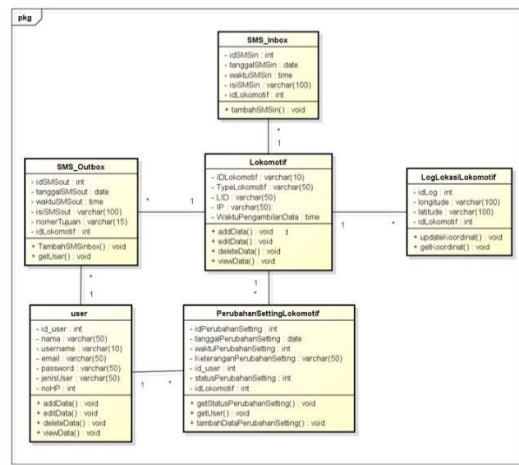 pkg
SMS_Inbox
- idSMSin : int
- tanggalSMSin : date
- waktuSMSin : time
- isiSMSin : varchar(100)
- idLokomotif : int
+ tambahSMSin() : void
*
1
SMS_Outbox
- idSMSout : int
- tanggalSMSout : date
- waktuSMSout : time
- isiSMSout : varchar(100)
- nomerTujuan : varchar(15)
- idLokomotif : int
+ TambahSMSinbox() : void
+ getUser() : void
*
1
Lokomotif
- IDLokomotif : varchar(10)
- TypeLokomotif : varchar(50)
- LID : varchar(50)
- IP : varchar(50)
- WaktuPengambilanData : time
+ addData() : void
+ editData() : void
+ deleteData() : void
+ viewData() : void
1
*
LogLokasiLokomotif
- idLog : int
- longitude : varchar(100)
- latitude : varchar(100)
- idLokomotif : int
+ updateKoordinat() : void
+ getKoordinat() : void
*
1
1
*
user
- id_user : int
- nama : varchar(50)
- username : varchar(10)
- email : varchar(50)
- password : varchar(50)
- jenisUser : varchar(50)
- noHP : int
+ addData() : void
+ editData() : void
+ deleteData() : void
+ viewData() : void
1
*
PerubahanSettingLokomotif
- idPerubahanSetting : int
- tanggalPerubahanSetting : date
- waktuPerubahanSetting : int
- KeteranganPerubahanSetting : varchar(50)
- id_user : int
- statusPerubahanSetting : int
- idLokomotif : int
+ getStatusPerubahanSetting() : void
+ getUser() : void
+ tambahDataPerubahanSetting() : void